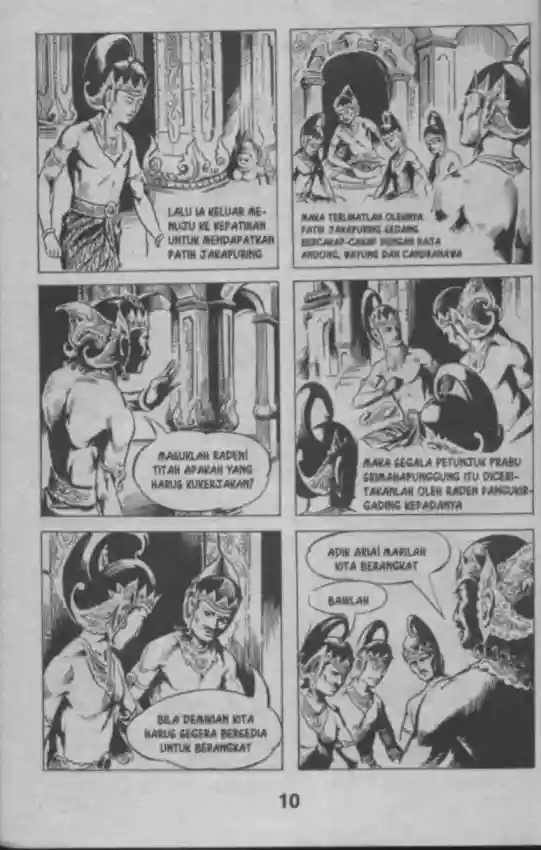 LALU IA KELUAR ME-
NUJU KE KEPATIHAN
UNTUK MENDAPATKAN
PATIH JAKAPURING
MAKA TERLIHATLAH OLEHNYA
PATIH JAKAPURING SEDANG
BERCAKAP-CAKAP DENGAN RAJA
ANDONG, WAYUNG DAN CANDRANAWA
MASUKLAH RADEN!
TITAH APAKAH YANG
HARUS KUKERJAKAN?
MAKA SEGALA PETUNJUK PRABU
SRIMAHAPUNGGUNG ITU DICERI-
TAKANLAH OLEH RADEN PANGUKIR-
GADING KEPADANYA
BILA DEMIKIAN KITA
HARUS SEGERA BERSEDIA
UNTUK BERANGKAT
ADIK ARIA! MARILAH
KITA BERANGKAT
BAIKLAH
10